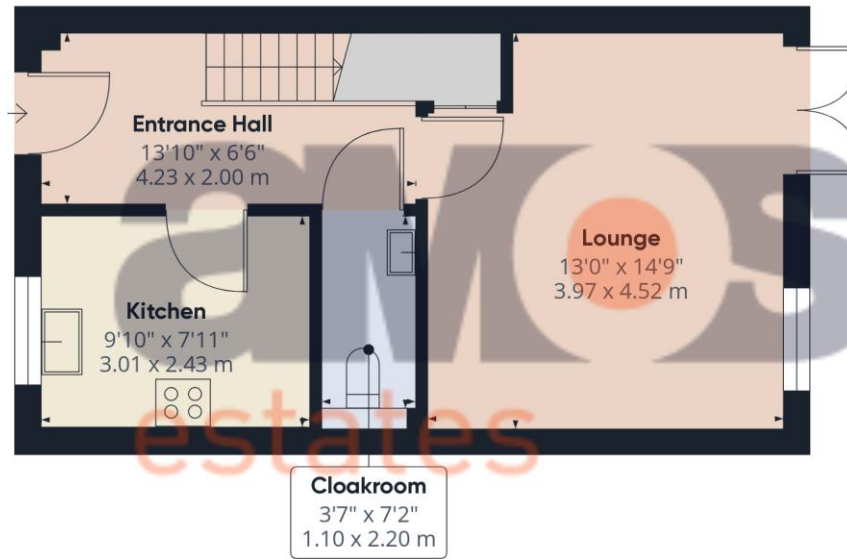 Entrance Hall
13'10" x 6'6"
4.23 x 2.00 m
Lounge
13'0" x 14'9"
3.97 x 4.52 m
Kitchen
9'10" x 7'11"
3.01 x 2.43 m
amos
estates
Cloakroom
3'7" x 7'2"
1.10 x 2.20 m